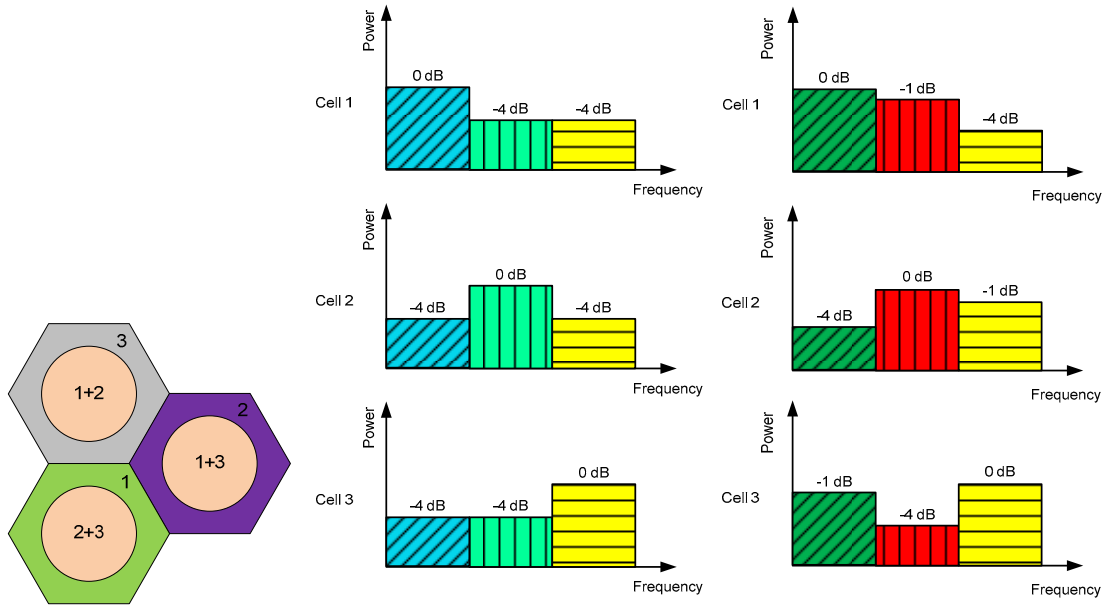 3
1+2
2
1+3
1
2+3
Power
0 dB
-4 dB
-4 dB
Cell 1
Frequency
Power
0 dB
-4 dB
-4 dB
Cell 2
Frequency
Power
0 dB
-4 dB
-4 dB
Cell 3
Frequency
Power
0 dB
-1 dB
-4 dB
Cell 1
Frequency
Power
0 dB
-1 dB
-4 dB
Cell 2
Frequency
Power
0 dB
-1 dB
-4 dB
Cell 3
Frequency